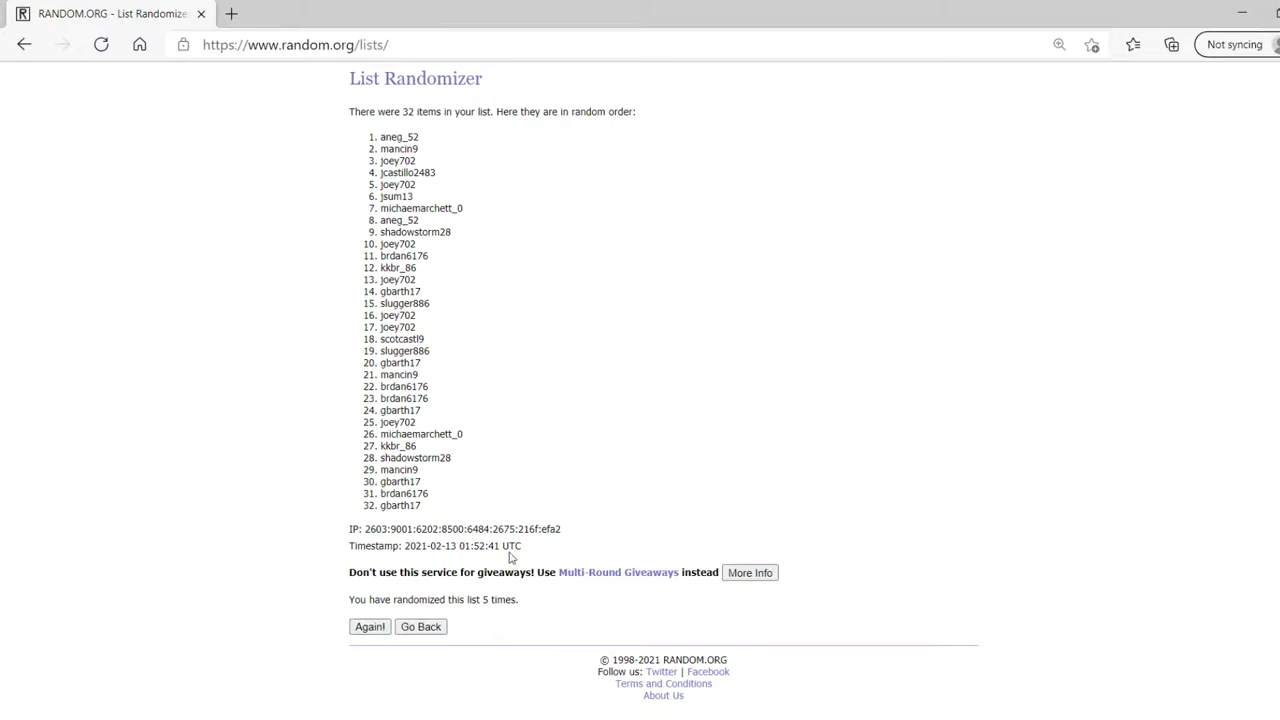 RANDOM.ORG - List Randomize
https://www.random.org/lists/
Not syncing
List Randomizer
There were 32 items in your list. Here they are in random order:
1. aneg_52
2. mancin9
3. joey702
4. jcastillo2483
5. joey702
6. jsum13
7. michaemarchett_0
8. aneg_52
9. shadowstorm28
10. joey702
11. brdan6176
12. kkbr_86
13. joey702
14. gbarth17
15. slugger886
16. joey702
17. joey702
18. scotcastl9
19. slugger886
20. gbarth17
21. mancin9
22. brdan6176
23. brdan6176
24. gbarth17
25. joey702
26. michaemarchett_0
27. kkbr_86
28. shadowstorm28
29. mancin9
30. gbarth17
31. brdan6176
32. gbarth17
IP: 2603:9001:6202:8500:6484:2675:216f:efa2
Timestamp: 2021-02-13 01:52:41 UTC
Don't use this service for giveaways! Use Multi-Round Giveaways instead More Info
You have randomized this list 5 times.
Again! Go Back
© 1998-2021 RANDOM.ORG
Follow us: Twitter | Facebook
Terms and Conditions
About Us